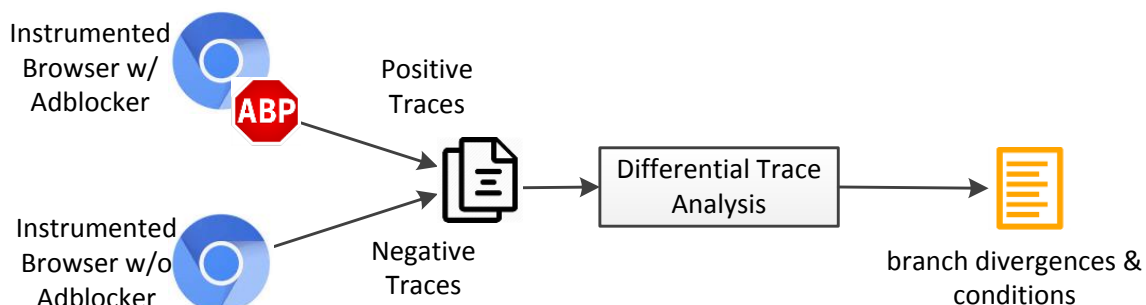 Instrumented
Browser w/
Adblocker
ABP
Positive
Traces
Differential Trace
Analysis
Instrumented
Browser w/o
Adblocker
Negative
Traces
branch divergences &
conditions